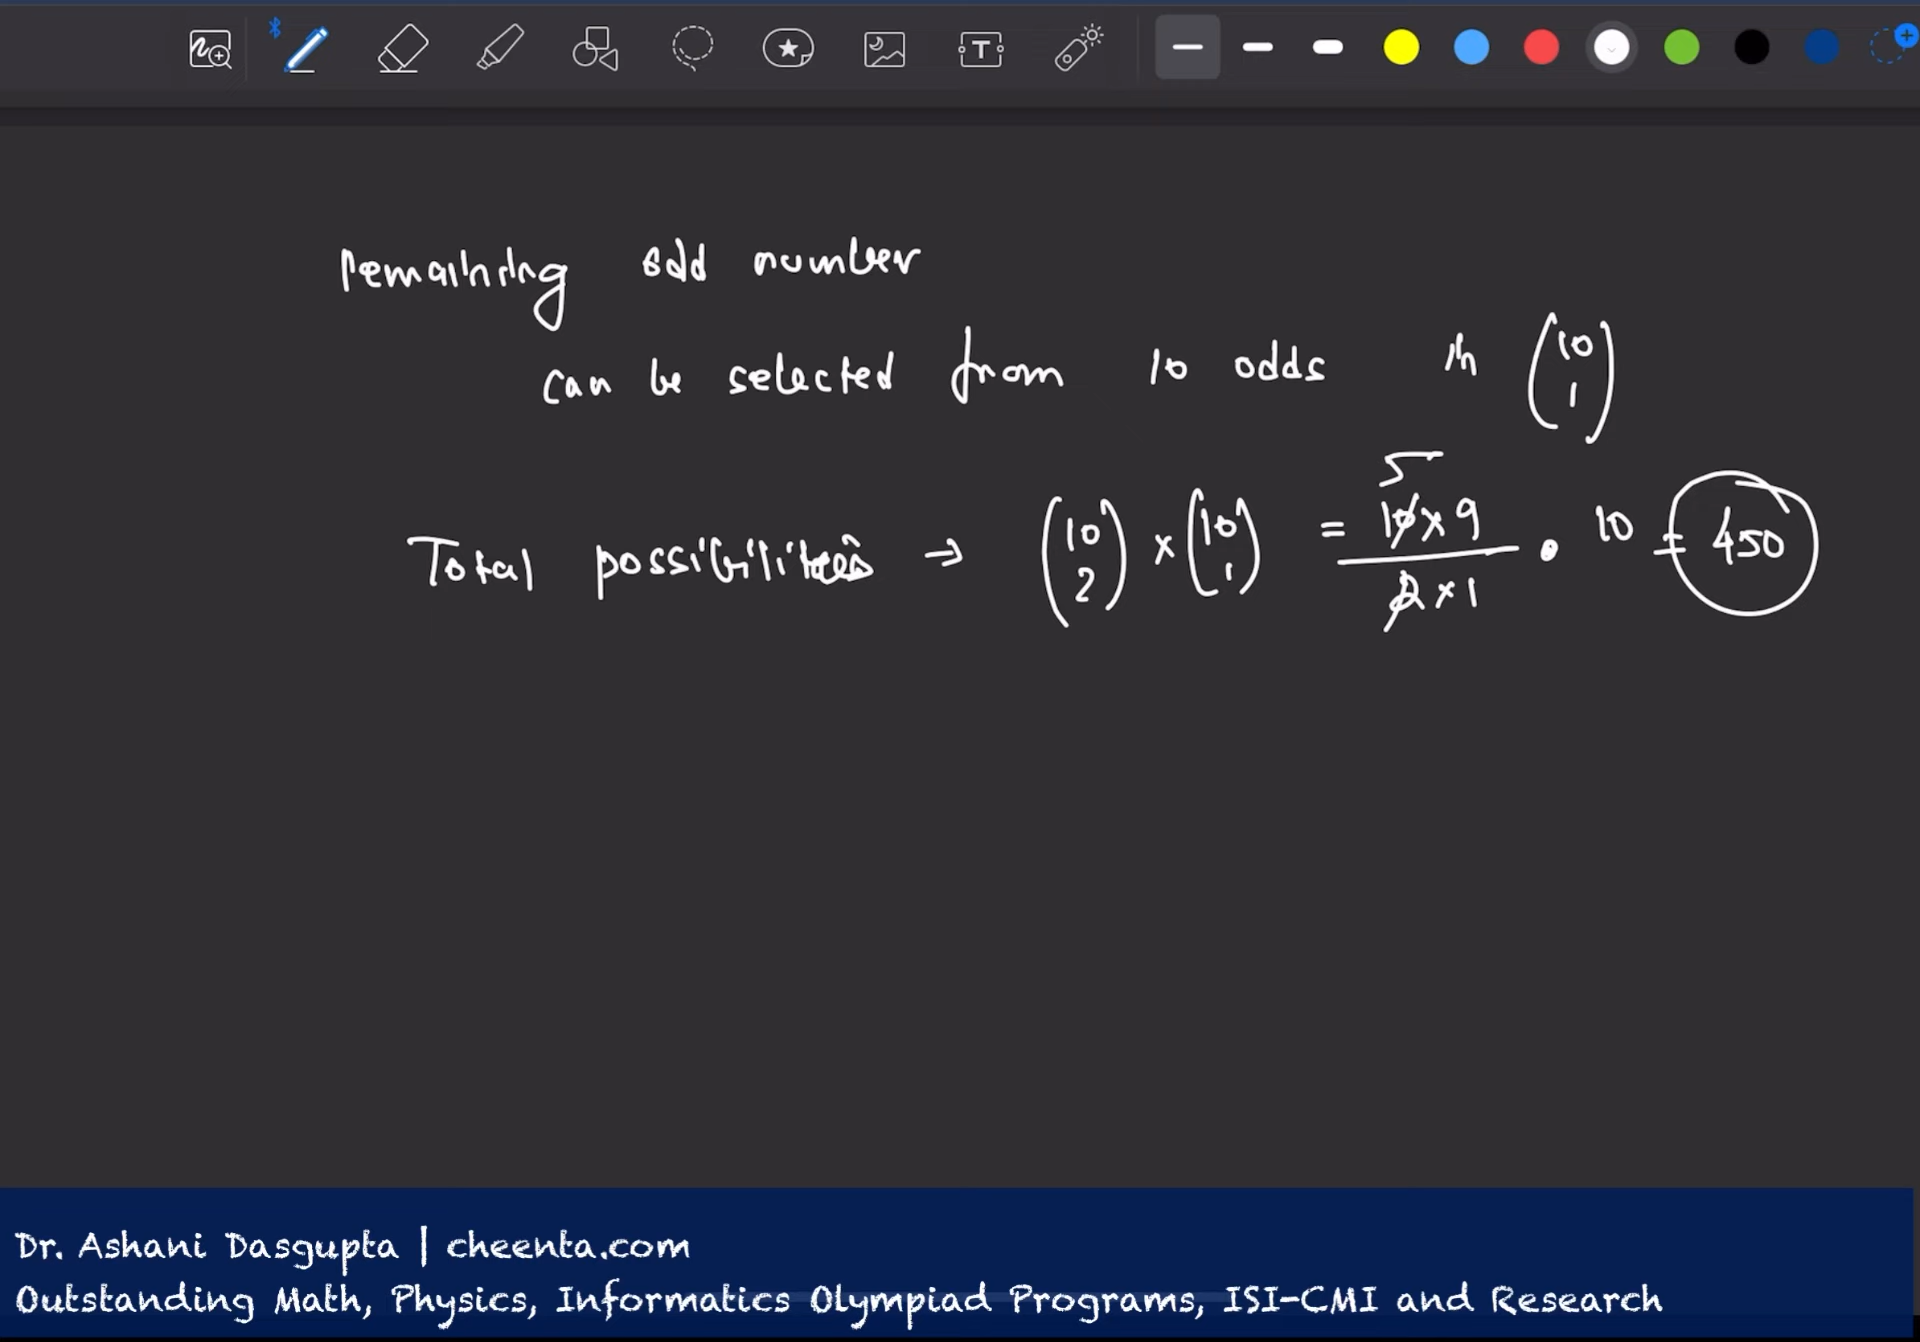 remaining odd number
can be selected from 10 odds in (10 1)
Total possibilities → (10 2) × (10 1) = 5 10×9 / 2×1 • 10 = 450
T
Dr. Ashani Dasgupta | cheenta.com
Outstanding Math, Physics, Informatics Olympiad Programs, ISI-CMI and Research